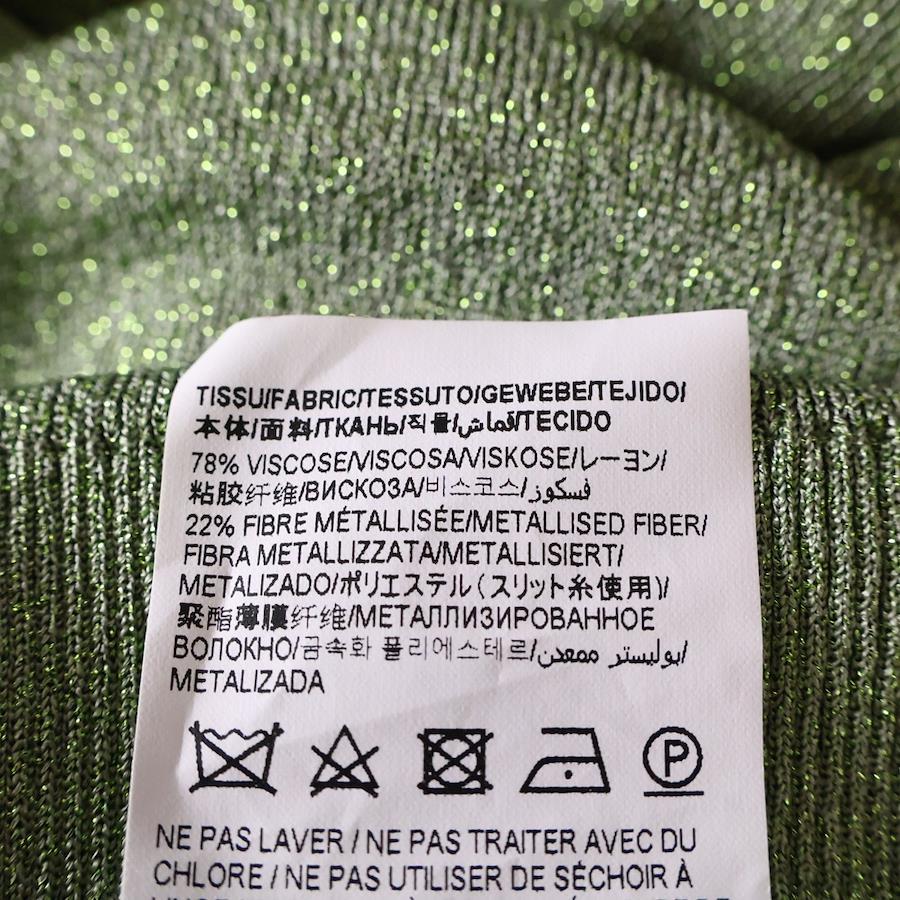 TISSU/FABRIC/TESSUTO/GEWEBE/TEJIDO/
本体/面料/ТКАНЬ/직물/قماش/TECIDO
78% VISCOSE/VISCOSA/VISKOSE/レーヨン/
粘胶纤维/ВИСКОЗА/비스코스/فسكوز
22% FIBRE MÉTALLISÉE/METALLISED FIBER/
FIBRA METALLIZZATA/METALLISIERT/
METALIZADO/ポリエステル(スリット糸使用)/
聚酯薄膜纤维/МЕТАЛЛИЗИРОВАННОЕ
ВОЛОКНО/금속화 폴리에스테르/بوليستر ممعدن/
METALIZADA
P
NE PAS LAVER / NE PAS TRAITER AVEC DU
CHLORE / NE PAS UTILISER DE SÉCHOIR À